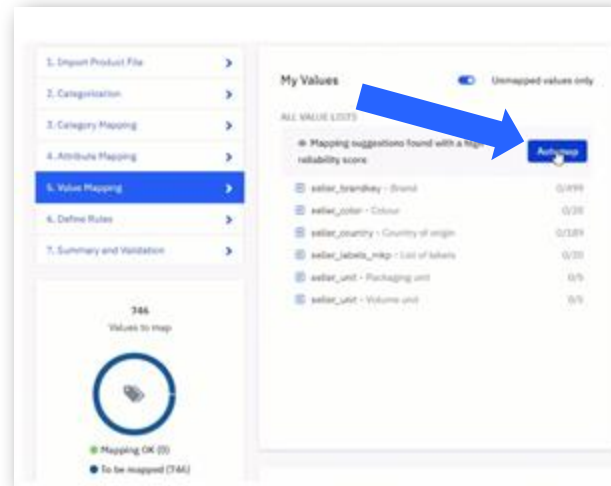 1. Import Product File
2. Categorization
3. Category Mapping
4. Attribute Mapping
5. Value Mapping
6. Define Rules
7. Summary and Validation
746
Values to map
Mapping OK (0)
To be mapped (746)
My Values
Unmapped values only
ALL VALUE LISTS
Mapping suggestions found with a high
reliability score
Automap
seller_brandkey - Brand 0/499
seller_color - Colour 0/20
seller_country - Country of origin 0/189
seller_labels_mkp - List of labels
seller_unit - Packaging unit 0/5
seller_unit - Volume unit 0/5